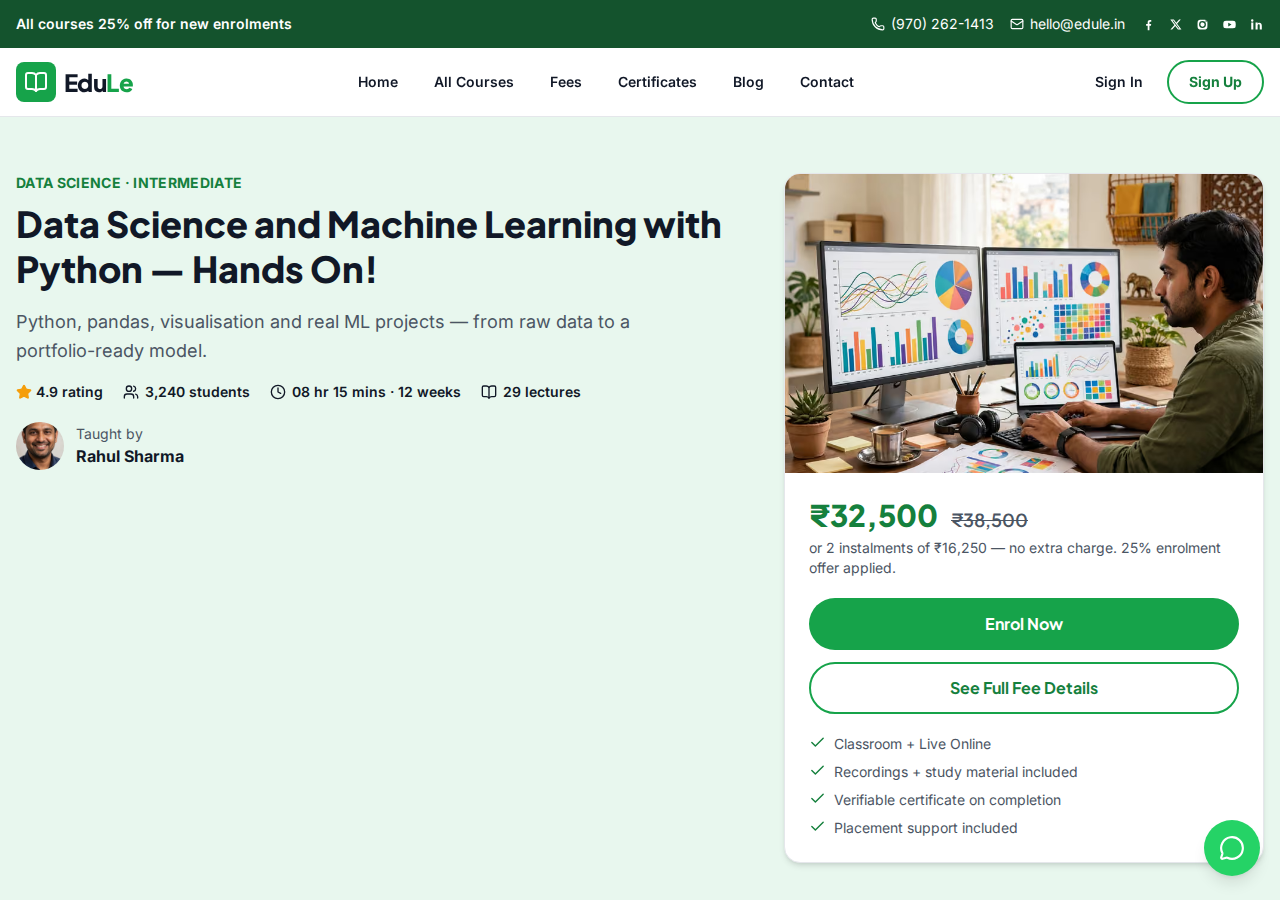 All courses 25% off for new enrolments
(970) 262-1413
hello@edule.in
EduLe
Home
All Courses
Fees
Certificates
Blog
Contact
Sign In
Sign Up
DATA SCIENCE · INTERMEDIATE
Data Science and Machine Learning with
Python — Hands On!
Python, pandas, visualisation and real ML projects — from raw data to a
portfolio-ready model.
4.9 rating
3,240 students
08 hr 15 mins · 12 weeks
29 lectures
Taught by
Rahul Sharma
₹32,500 ₹38,500
or 2 instalments of ₹16,250 — no extra charge. 25% enrolment
offer applied.
Enrol Now
See Full Fee Details
Classroom + Live Online
Recordings + study material included
Verifiable certificate on completion
Placement support included